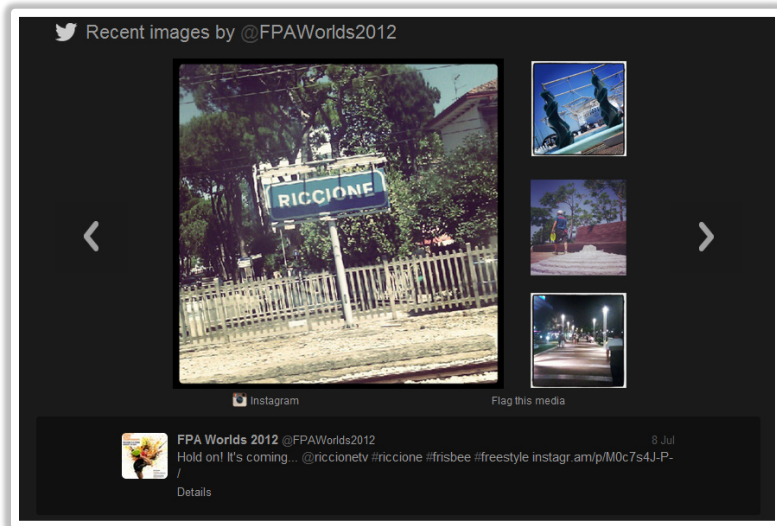 Recent images by @FPAWorlds2012
RICCIONE
Instagram
Flag this media
FPA Worlds 2012 @FPAWorlds2012
8 Jul
Hold on! It's coming... @riccionetv #riccione #frisbee #freestyle instagr.am/p/M0c7s4J-P-
/
Details